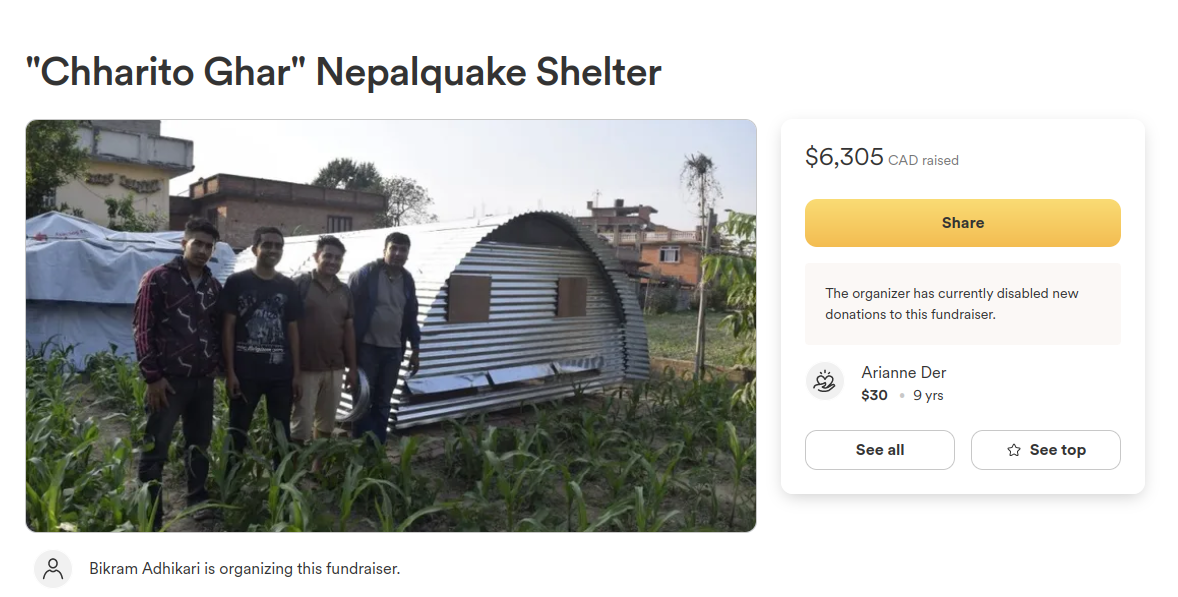 "Chharito Ghar" Nepalquake Shelter
$6,305 CAD raised
Share
The organizer has currently disabled new
donations to this fundraiser.
Arianne Der
$30 • 9 yrs
See all
See top
Bikram Adhikari is organizing this fundraiser.